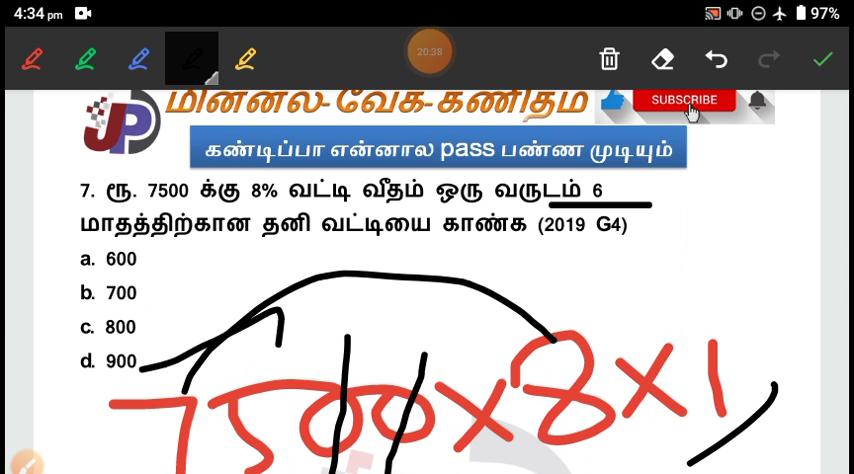 4:34 pm 97%
20:38
மின்னல்-வேக-கணிதம் SUBSCRIBE
JP
கண்டிப்பா என்னால pass பண்ண முடியும்
7. ரூ. 7500 க்கு 8% வட்டி வீதம் ஒரு வருடம் 6
மாதத்திற்கான தனி வட்டியை காண்க (2019 G4)
a. 600
b. 700
c. 800
d. 900
7500 × 8 × 1